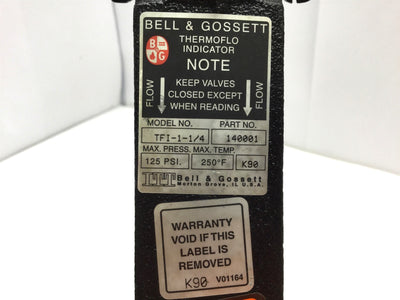 BELL & GOSSETT
B
G
THERMOFLO
INDICATOR
NOTE
FLOW
KEEP VALVES
CLOSED EXCEPT
WHEN READING
FLOW
MODEL NO. PART NO.
TFI-1-1/4 140001
MAX. PRESS. MAX. TEMP.
125 PSI. 250°F K90
ITT Bell & Gossett
Morton Grove, IL U.S.A.
WARRANTY
VOID IF THIS
LABEL IS
REMOVED
K90 V01164